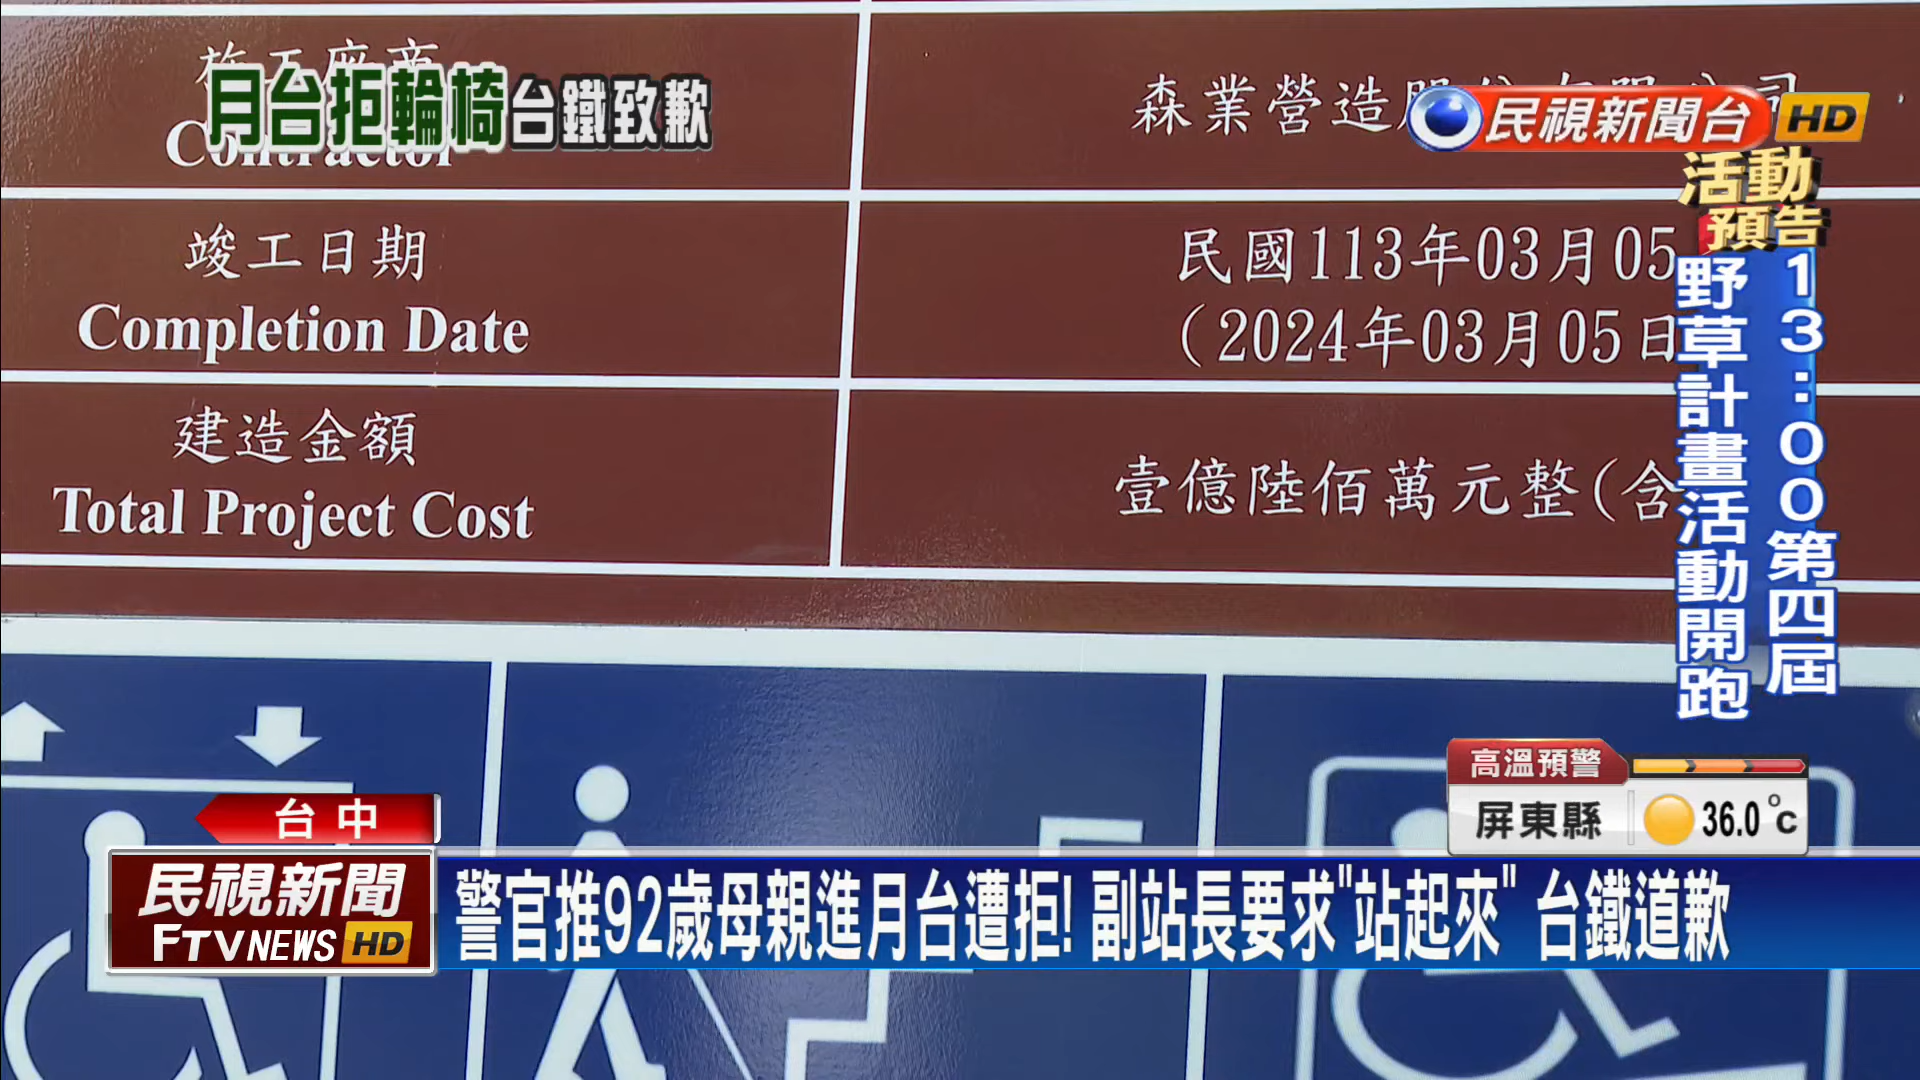 月台拒輪椅台鐵致歉
Contractor
森業營造
民視新聞台 HD
活動
預告
13:00第四屆
野草計畫活動開跑
竣工日期
Completion Date
民國113年03月05
(2024年03月05日
建造金額
Total Project Cost
壹億陸佰萬元整(含
高溫預警
屏東縣 36.0°c
台中
民視新聞
FTVNEWS HD
警官推92歲母親進月台遭拒! 副站長要求"站起來" 台鐵道歉